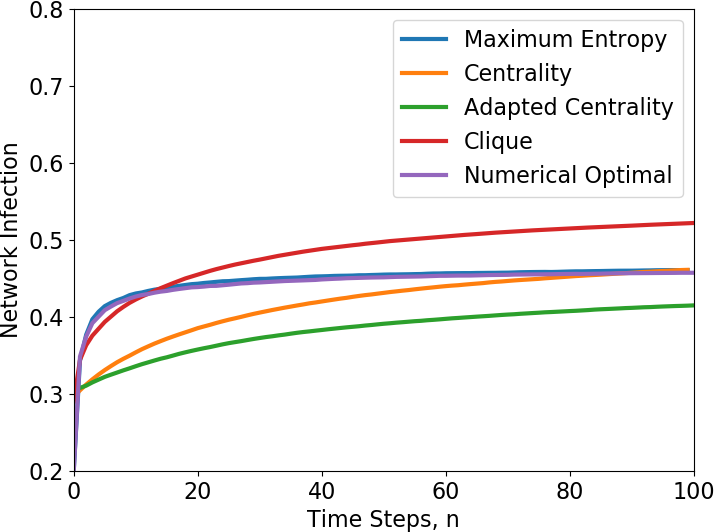 0.8
0.7
0.6
0.5
0.4
0.3
0.2
Network Infection
Maximum Entropy
Centrality
Adapted Centrality
Clique
Numerical Optimal
0 20 40 60 80 100
Time Steps, n